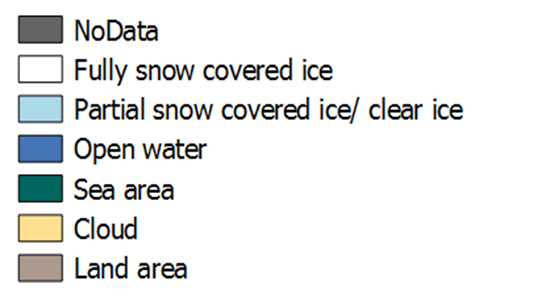 NoData
Fully snow covered ice
Partial snow covered ice/ clear ice
Open water
Sea area
Cloud
Land area